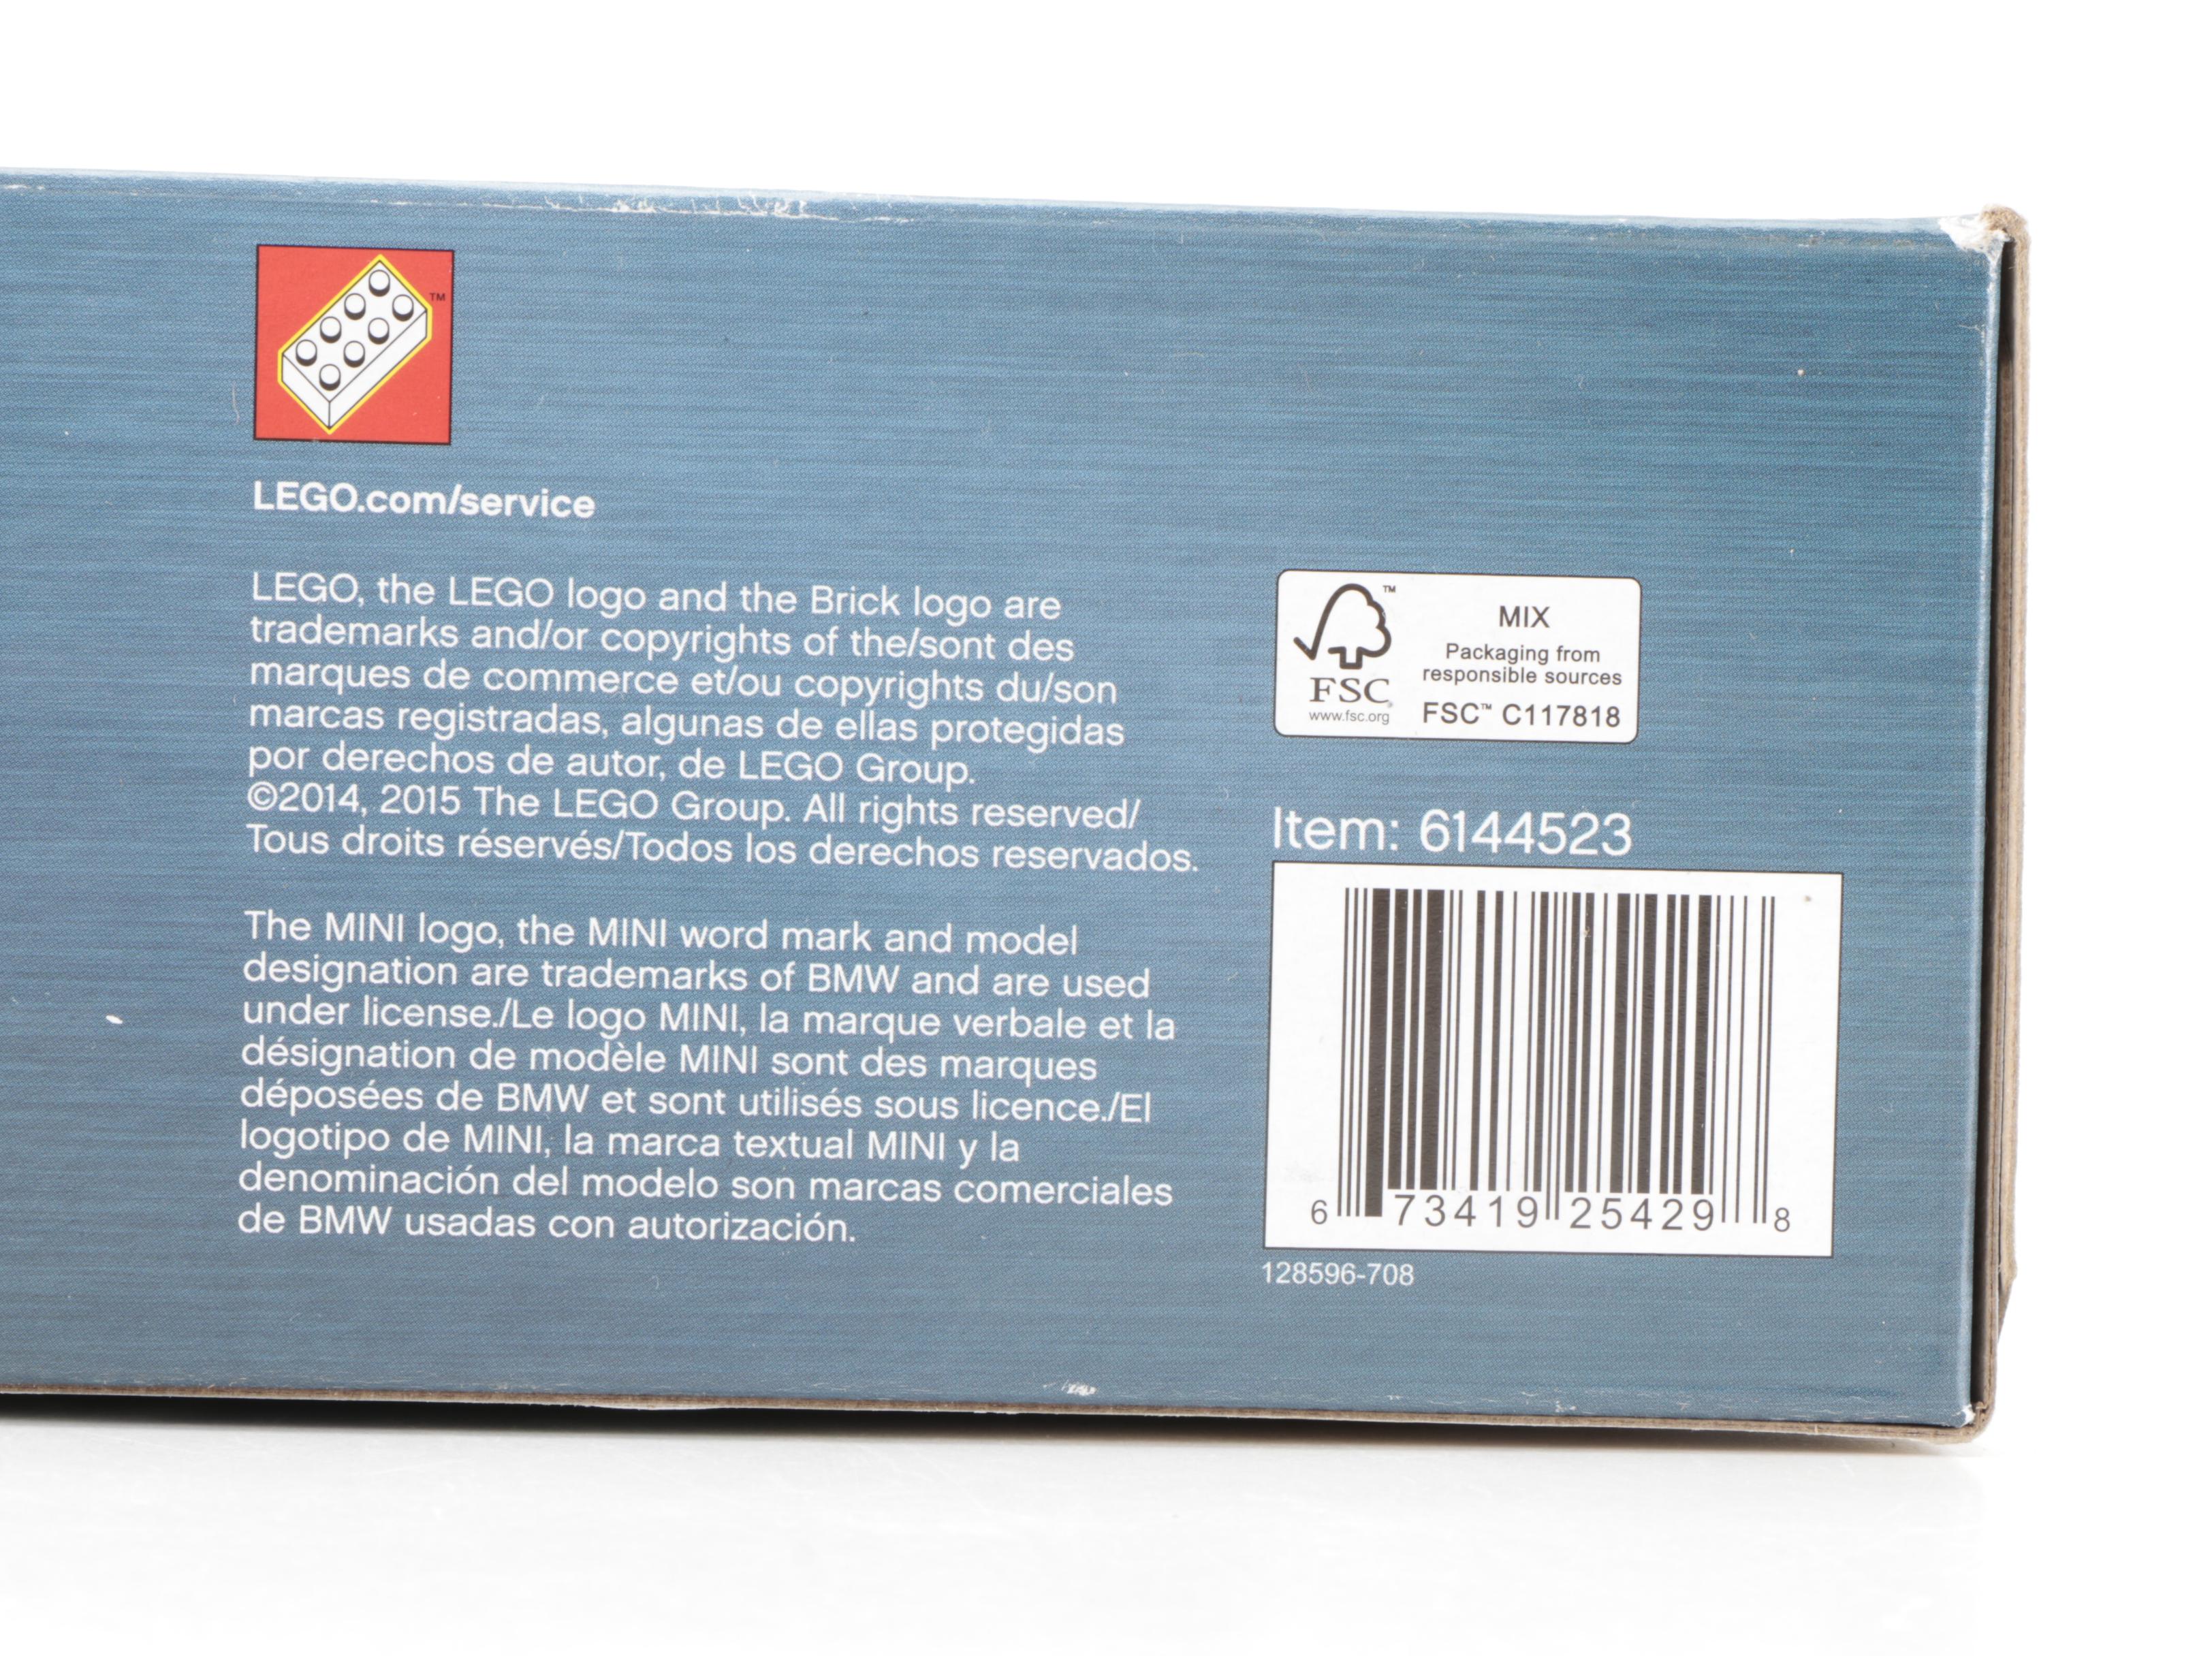 ™
LEGO.com/service
LEGO, the LEGO logo and the Brick logo are
trademarks and/or copyrights of the/sont des
marques de commerce et/ou copyrights du/son
marcas registradas, algunas de ellas protegidas
por derechos de autor, de LEGO Group.
©2014, 2015 The LEGO Group. All rights reserved/
Tous droits réservés/Todos los derechos reservados.
The MINI logo, the MINI word mark and model
designation are trademarks of BMW and are used
under license./Le logo MINI, la marque verbale et la
désignation de modèle MINI sont des marques
déposées de BMW et sont utilisés sous licence./El
logotipo de MINI, la marca textual MINI y la
denominación del modelo son marcas comerciales
de BMW usadas con autorización.
™
FSC
www.fsc.org
MIX
Packaging from
responsible sources
FSC™ C117818
Item: 6144523
6 73419 25429 8
128596-708